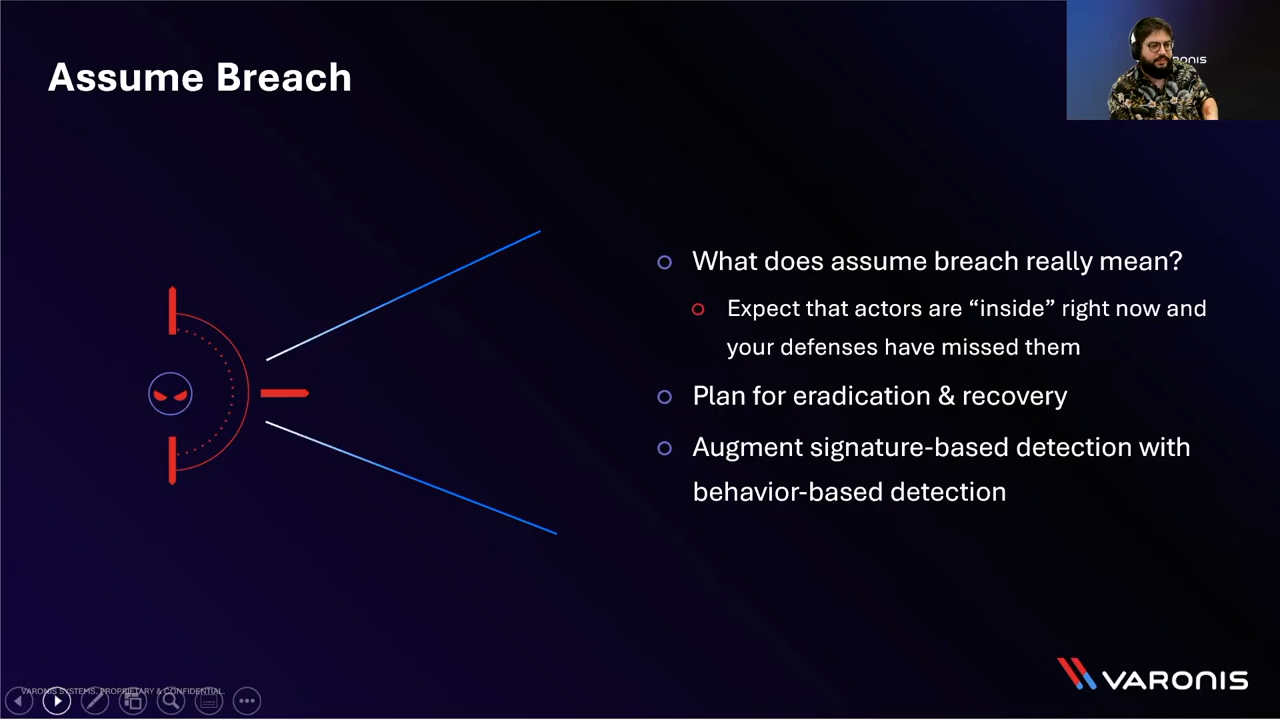 Assume Breach
RONIS
What does assume breach really mean?
Expect that actors are “inside” right now and
your defenses have missed them
Plan for eradication & recovery
Augment signature-based detection with
behavior-based detection
VARONIS SYSTEMS. PROPRIETARY & CONFIDENTIAL.
VARONIS